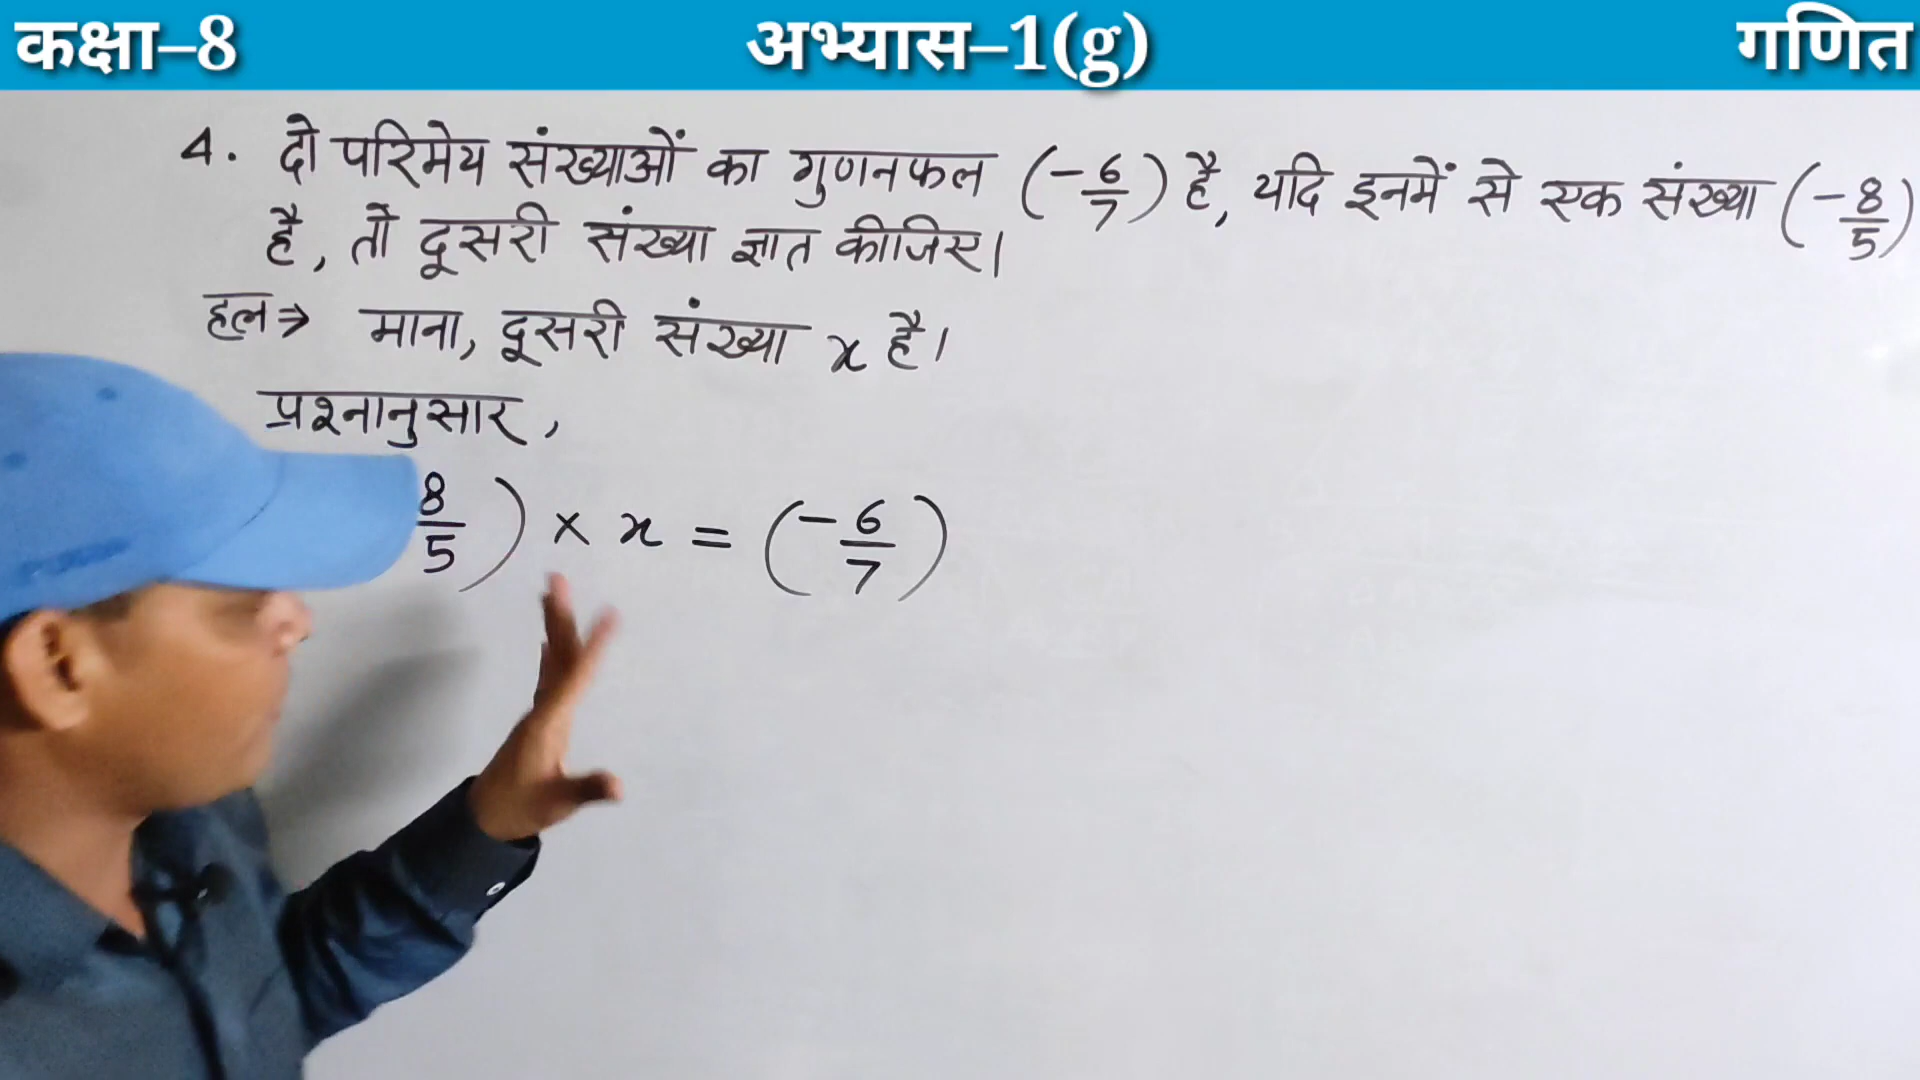 कक्षा–8 अभ्यास–1(g) गणित
4. दो परिमेय संख्याओं का गुणनफल (-6/7) है, यदि इनमें से एक संख्या (-8/5)
है, तो दूसरी संख्या ज्ञात कीजिए।
हल⇒ माना, दूसरी संख्या x है।
प्रश्नानुसार,
8/5) × x = (-6/7)